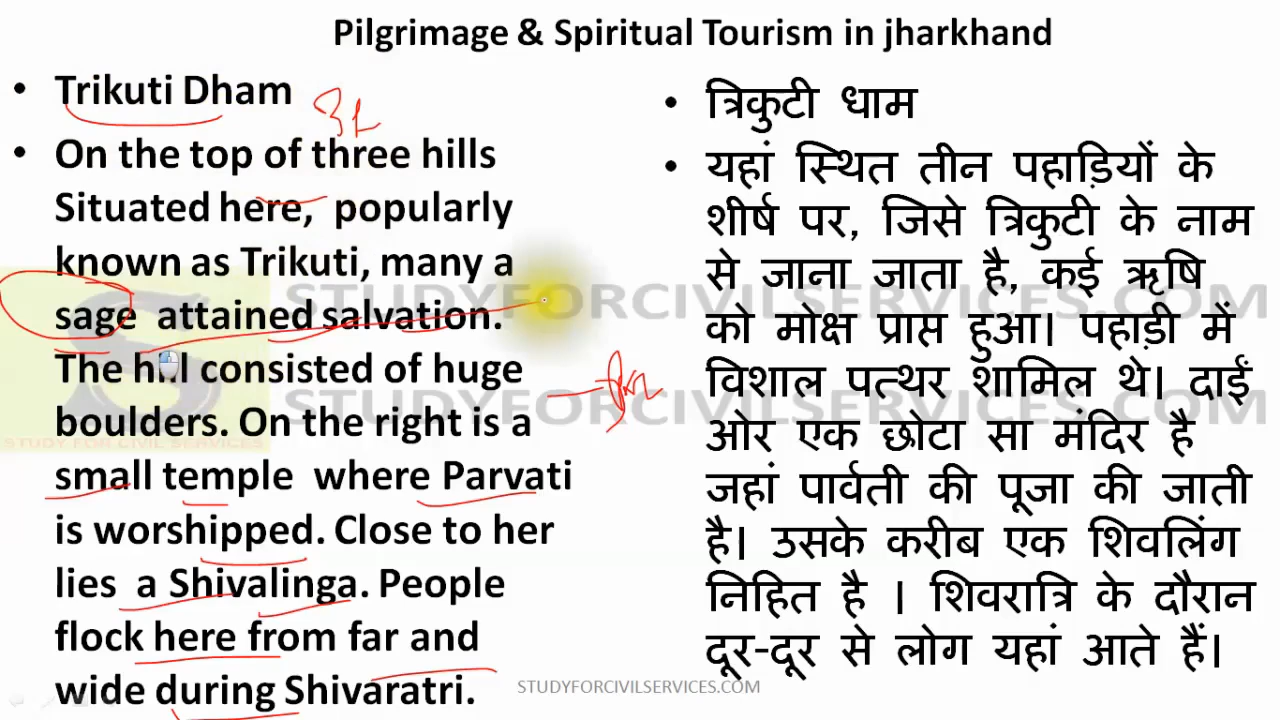 Pilgrimage & Spiritual Tourism in jharkhand
• Trikuti Dham
• On the top of three hills
Situated here, popularly
known as Trikuti, many a
sage attained salvation.
The hill consisted of huge
boulders. On the right is a
small temple where Parvati
is worshipped. Close to her
lies a Shivalinga. People
flock here from far and
wide during Shivaratri.
• त्रिकुटी धाम
• यहां स्थित तीन पहाड़ियों के
शीर्ष पर, जिसे त्रिकुटी के नाम
से जाना जाता है, कई ऋषि
को मोक्ष प्राप्त हुआ। पहाड़ी में
विशाल पत्थर शामिल थे। दाईं
ओर एक छोटा सा मंदिर है
जहां पार्वती की पूजा की जाती
है। उसके करीब एक शिवलिंग
निहित है । शिवरात्रि के दौरान
दूर-दूर से लोग यहां आते हैं।
STUDYFORCIVILSERVICES.COM
STUDYFORCIVILSERVICES.COM
STUDY FOR CIVIL SERVICES
STUDYFORCIVILSERVICES.COM